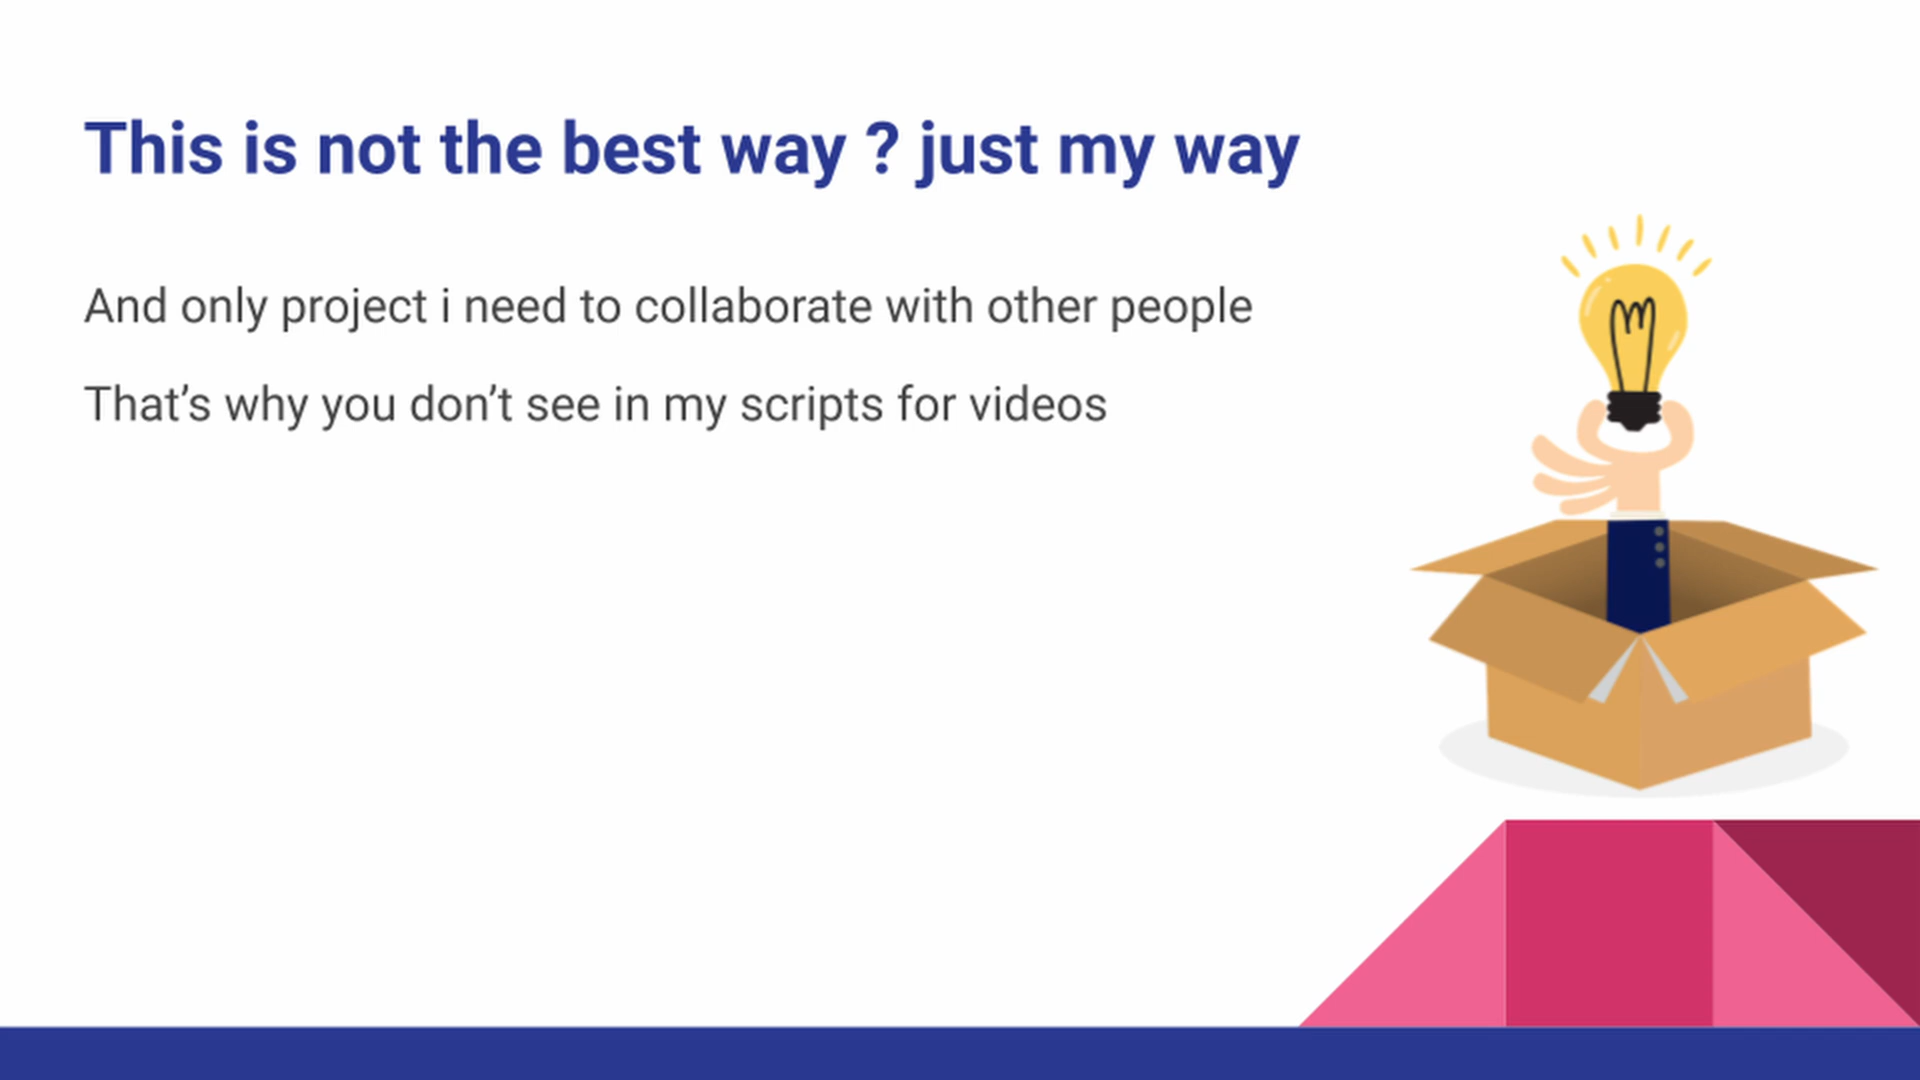 This is not the best way ? just my way
And only project i need to collaborate with other people
That’s why you don’t see in my scripts for videos